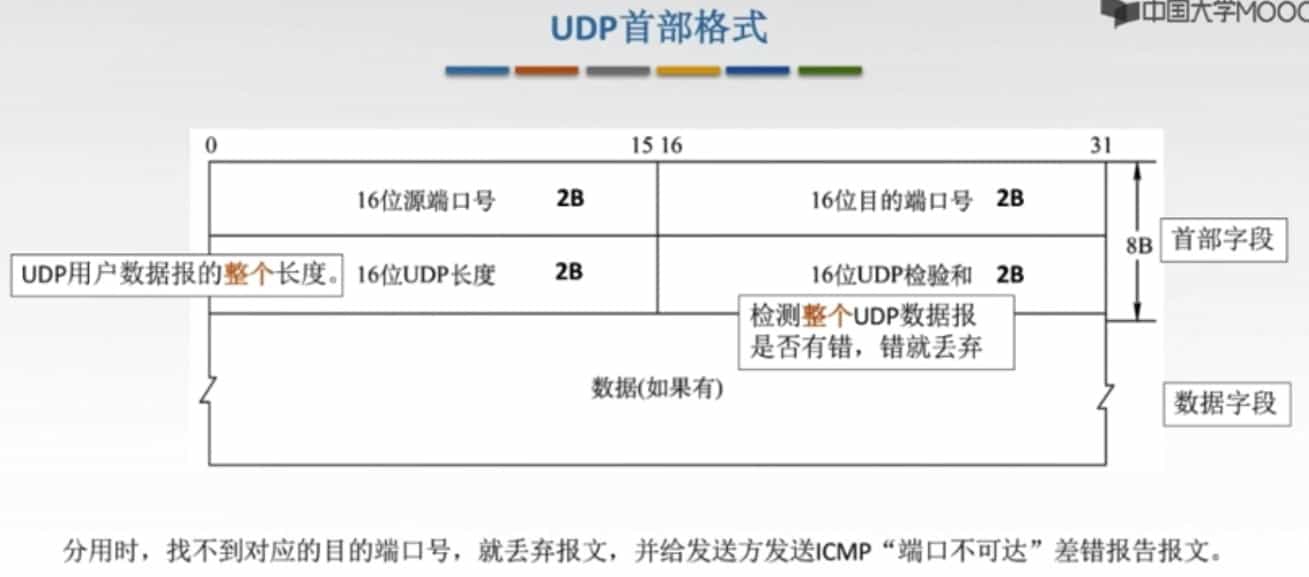 中国大学MOOC
UDP首部格式
0 15 16 31
16位源端口号 2B 16位目的端口号 2B
8B 首部字段
UDP用户数据报的整个长度。 16位UDP长度 2B 16位UDP检验和 2B
检测整个UDP数据报
是否有错，错就丢弃
数据(如果有)
数据字段
分用时，找不到对应的目的端口号，就丢弃报文，并给发送方发送ICMP“端口不可达”差错报告报文。